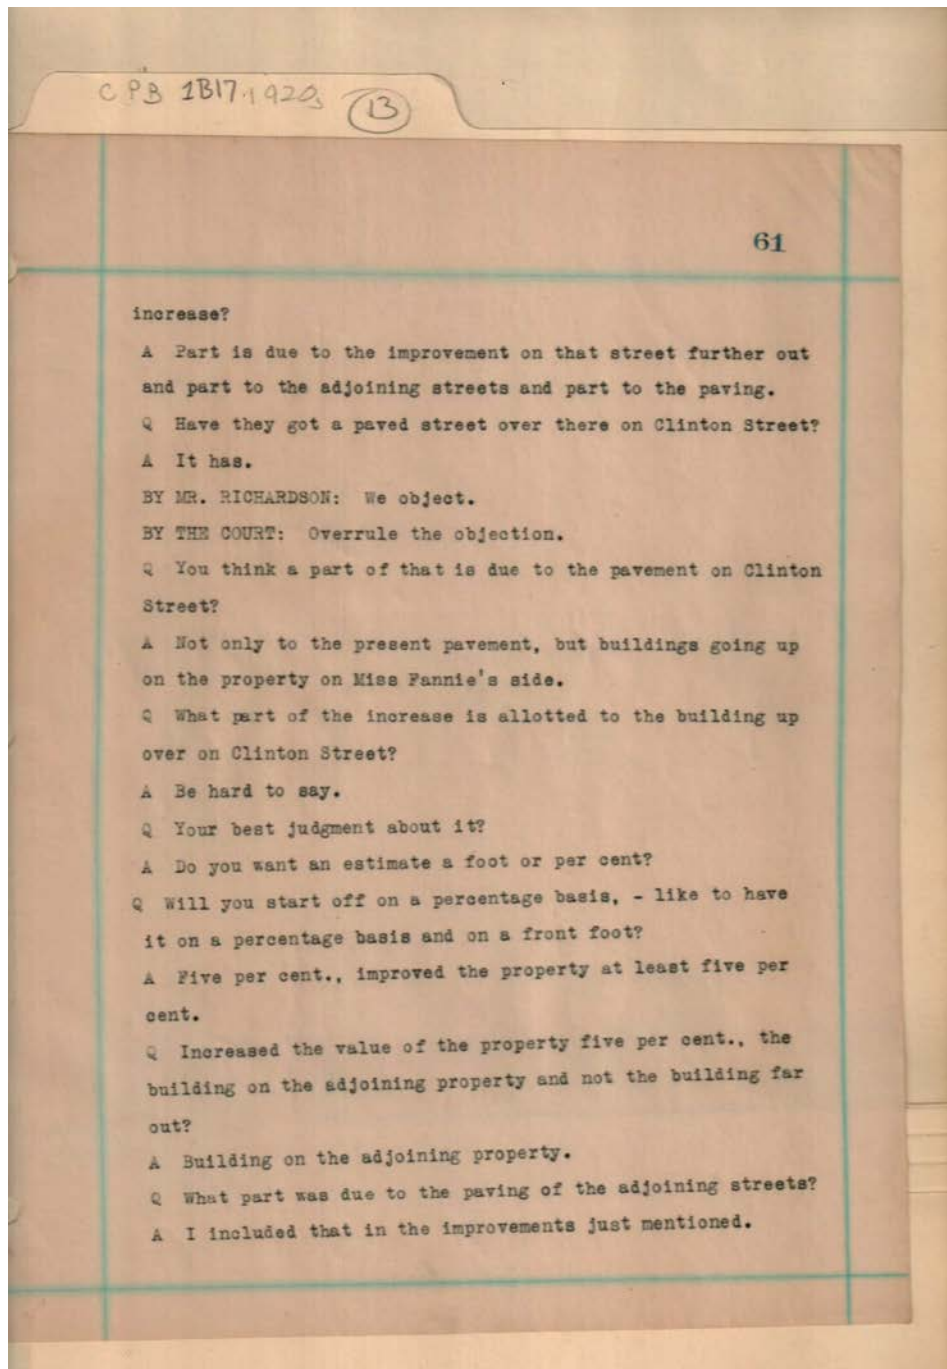 C P B 1B17.1920s 13
61
increase?
A Part is due to the improvement on that street further out
and part to the adjoining streets and part to the paving.
Q Have they got a paved street over there on Clinton Street?
A It has.
BY MR. RICHARDSON: We object.
BY THE COURT: Overrule the objection.
Q You think a part of that is due to the pavement on Clinton
Street?
A Not only to the present pavement, but buildings going up
on the property on Miss Fannie's side.
Q What part of the increase is allotted to the building up
over on Clinton Street?
A Be hard to say.
Q Your best judgment about it?
A Do you want an estimate a foot or per cent?
Q Will you start off on a percentage basis, - like to have
it on a percentage basis and on a front foot?
A Five per cent., improved the property at least five per
cent.
Q Increased the value of the property five per cent., the
building on the adjoining property and not the building far
out?
A Building on the adjoining property.
Q What part was due to the paving of the adjoining streets?
A I included that in the improvements just mentioned.